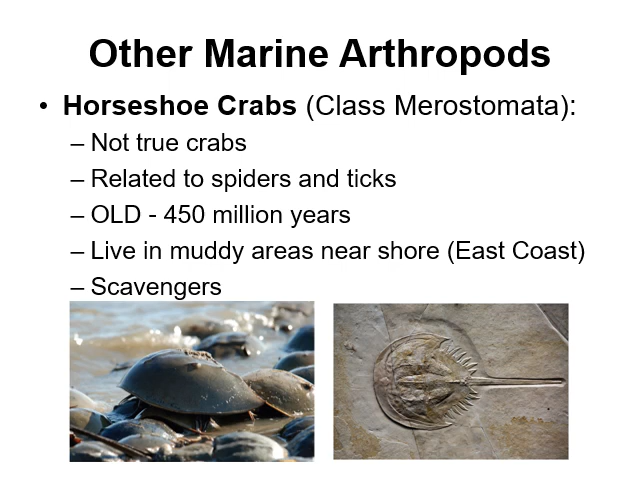 Other Marine Arthropods
• Horseshoe Crabs (Class Merostomata):
– Not true crabs
– Related to spiders and ticks
– OLD - 450 million years
– Live in muddy areas near shore (East Coast)
– Scavengers